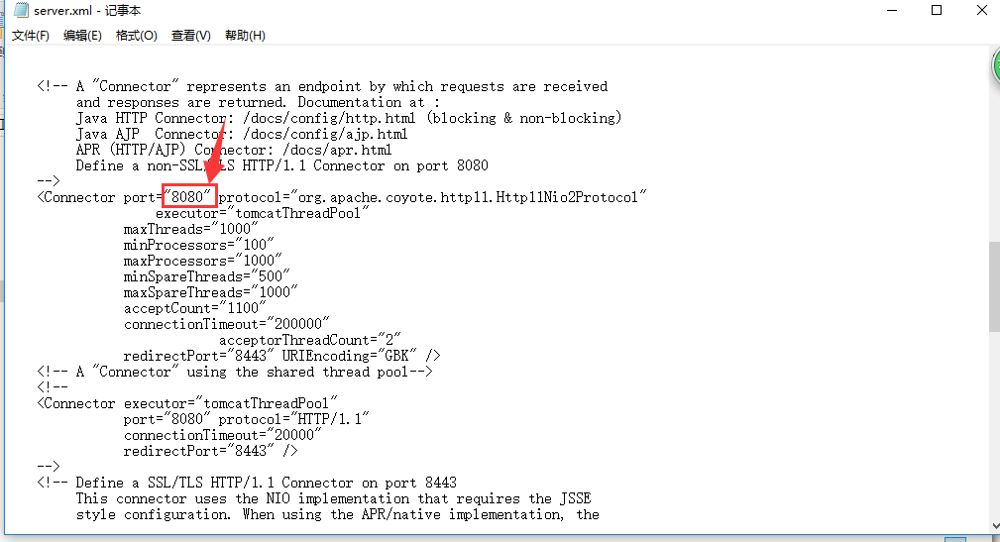 server.xml - 记事本
文件(F) 编辑(E) 格式(O) 查看(V) 帮助(H)
<!-- A "Connector" represents an endpoint by which requests are received
and responses are returned. Documentation at :
Java HTTP Connector: /docs/config/http.html (blocking & non-blocking)
Java AJP  Connector: /docs/config/ajp.html
APR (HTTP/AJP) Connector: /docs/apr.html
Define a non-SSL/TLS HTTP/1.1 Connector on port 8080
-->
<Connector port="8080" protocol="org.apache.coyote.http11.Http11Nio2Protocol"
executor="tomcatThreadPool"
maxThreads="1000"
minProcessors="100"
maxProcessors="1000"
minSpareThreads="500"
maxSpareThreads="1000"
acceptCount="1100"
connectionTimeout="200000"
acceptorThreadCount="2"
redirectPort="8443" URIEncoding="GBK" />
<!-- A "Connector" using the shared thread pool-->
<!--
<Connector executor="tomcatThreadPool"
port="8080" protocol="HTTP/1.1"
connectionTimeout="20000"
redirectPort="8443" />
-->
<!-- Define a SSL/TLS HTTP/1.1 Connector on port 8443
This connector uses the NIO implementation that requires the JSSE
style configuration. When using the APR/native implementation, the